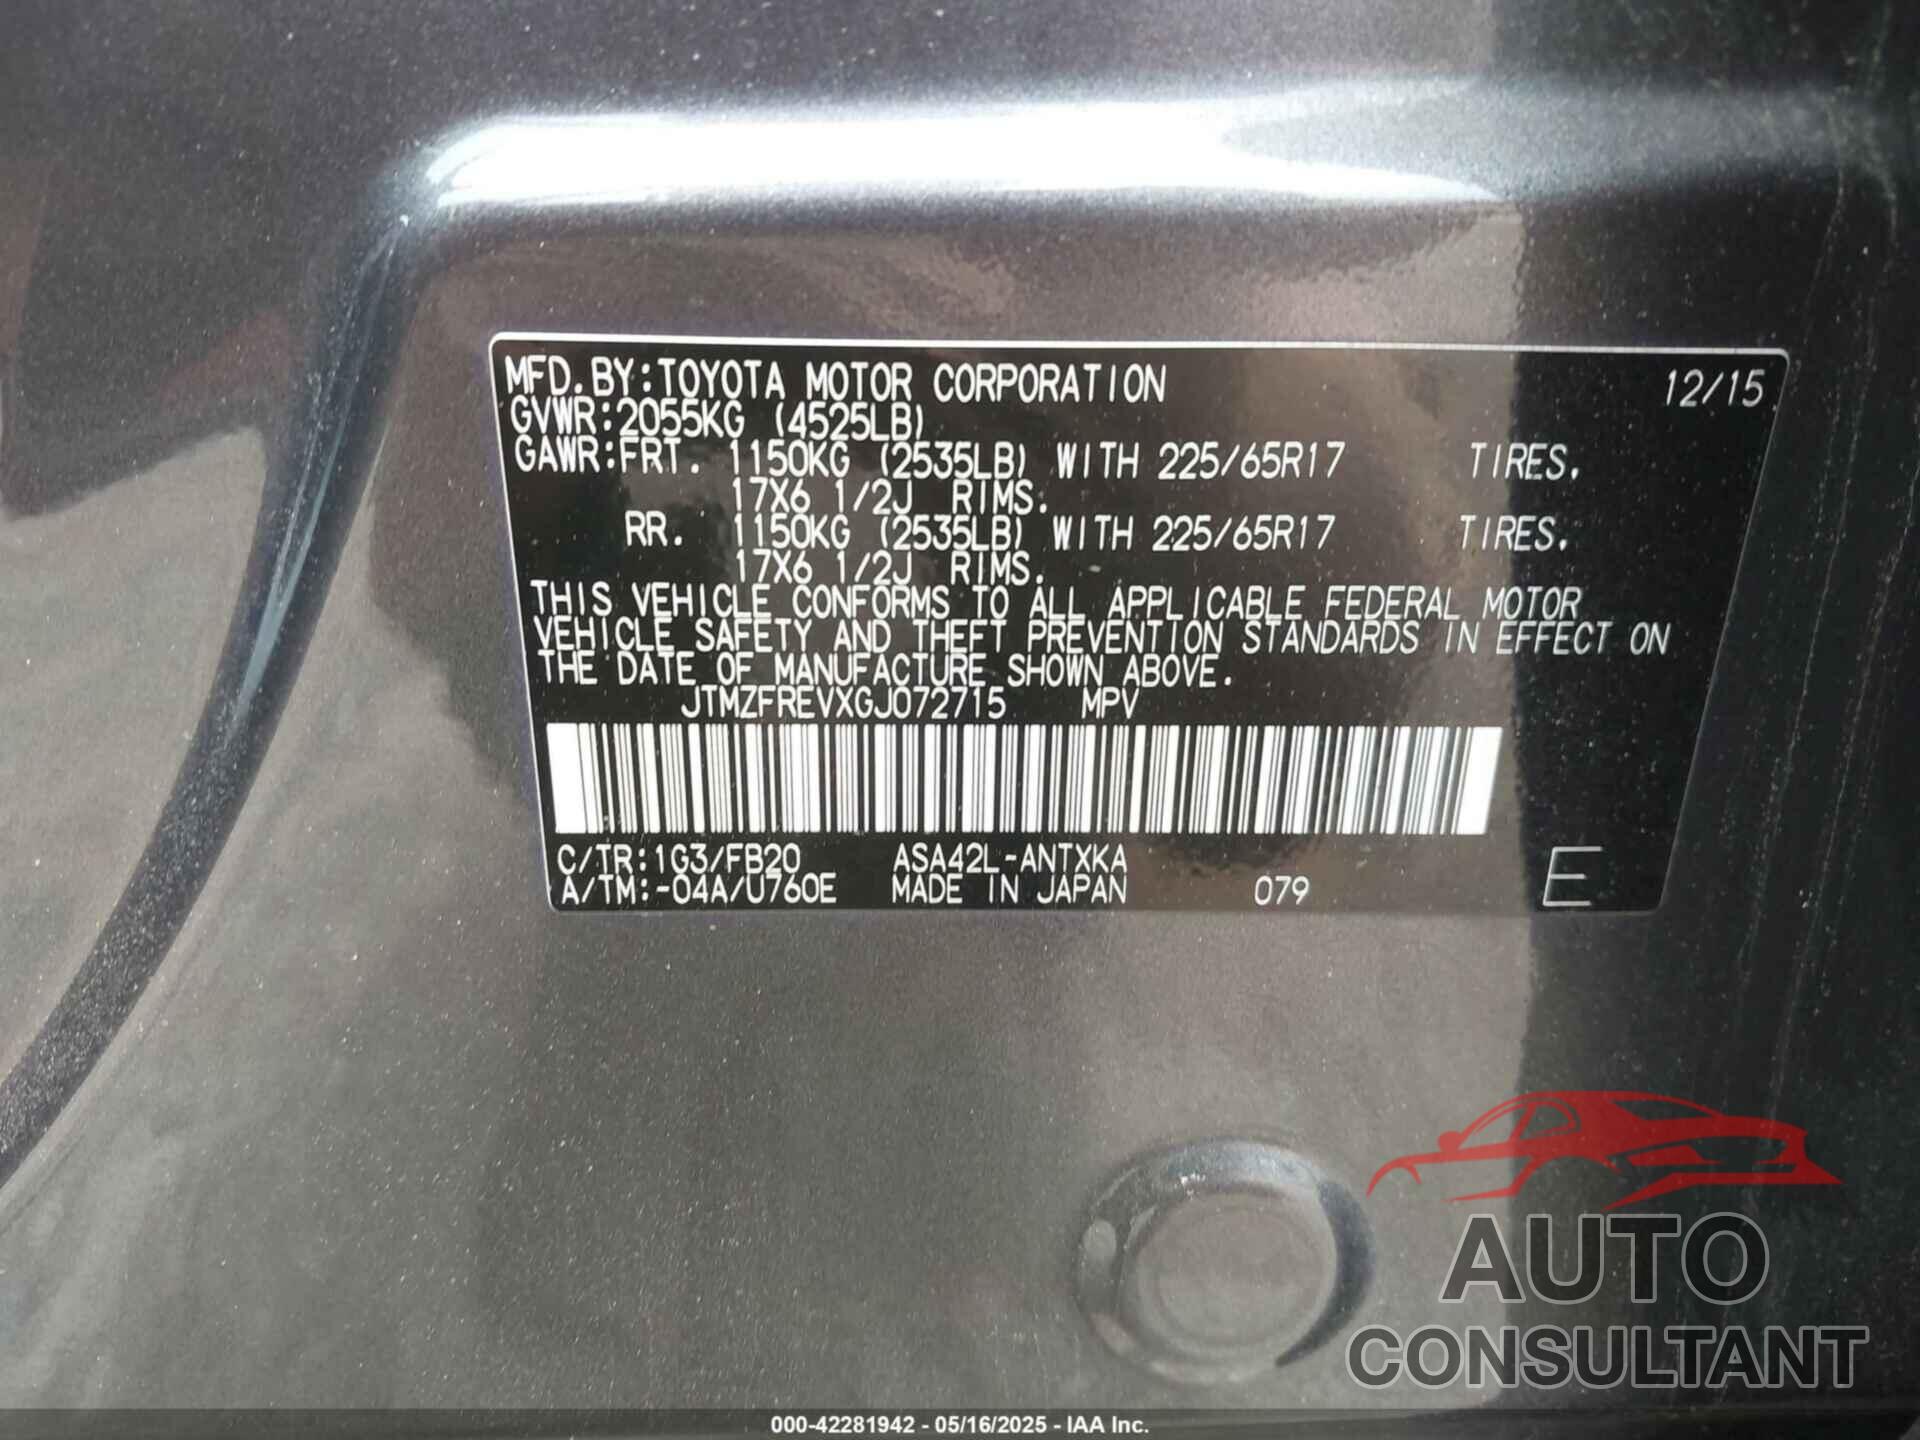 MFD.BY:TOYOTA MOTOR CORPORATION 12/15
GVWR:2055KG (4525LB)
GAWR:FRT. 1150KG (2535LB) WITH 225/65R17 TIRES.
17X6 1/2J RIMS.
RR. 1150KG (2535LB) WITH 225/65R17 TIRES.
17X6 1/2J RIMS.
THIS VEHICLE CONFORMS TO ALL APPLICABLE FEDERAL MOTOR
VEHICLE SAFETY AND THEFT PREVENTION STANDARDS IN EFFECT ON
THE DATE OF MANUFACTURE SHOWN ABOVE.
JTMZFREVXGJ072715 MPV
C/TR:1G3/FB20 ASA42L-ANTXKA
A/TM:-04A/U760E MADE IN JAPAN 079 E
AUTO
CONSULTANT
000-42281942 - 05/16/2025 - IAA Inc.